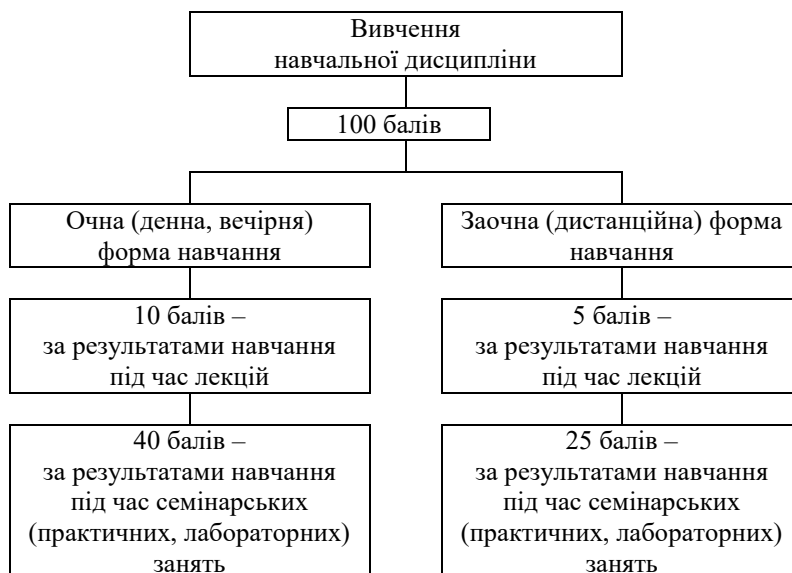 Вивчення
навчальної дисципліни
100 балів
Очна (денна, вечірня)
форма навчання
Заочна (дистанційна) форма
навчання
10 балів –
за результатами навчання
під час лекцій
5 балів –
за результатами навчання
під час лекцій
40 балів –
за результатами навчання
під час семінарських
(практичних, лабораторних)
занять
25 балів –
за результатами навчання
під час семінарських
(практичних, лабораторних)
занять